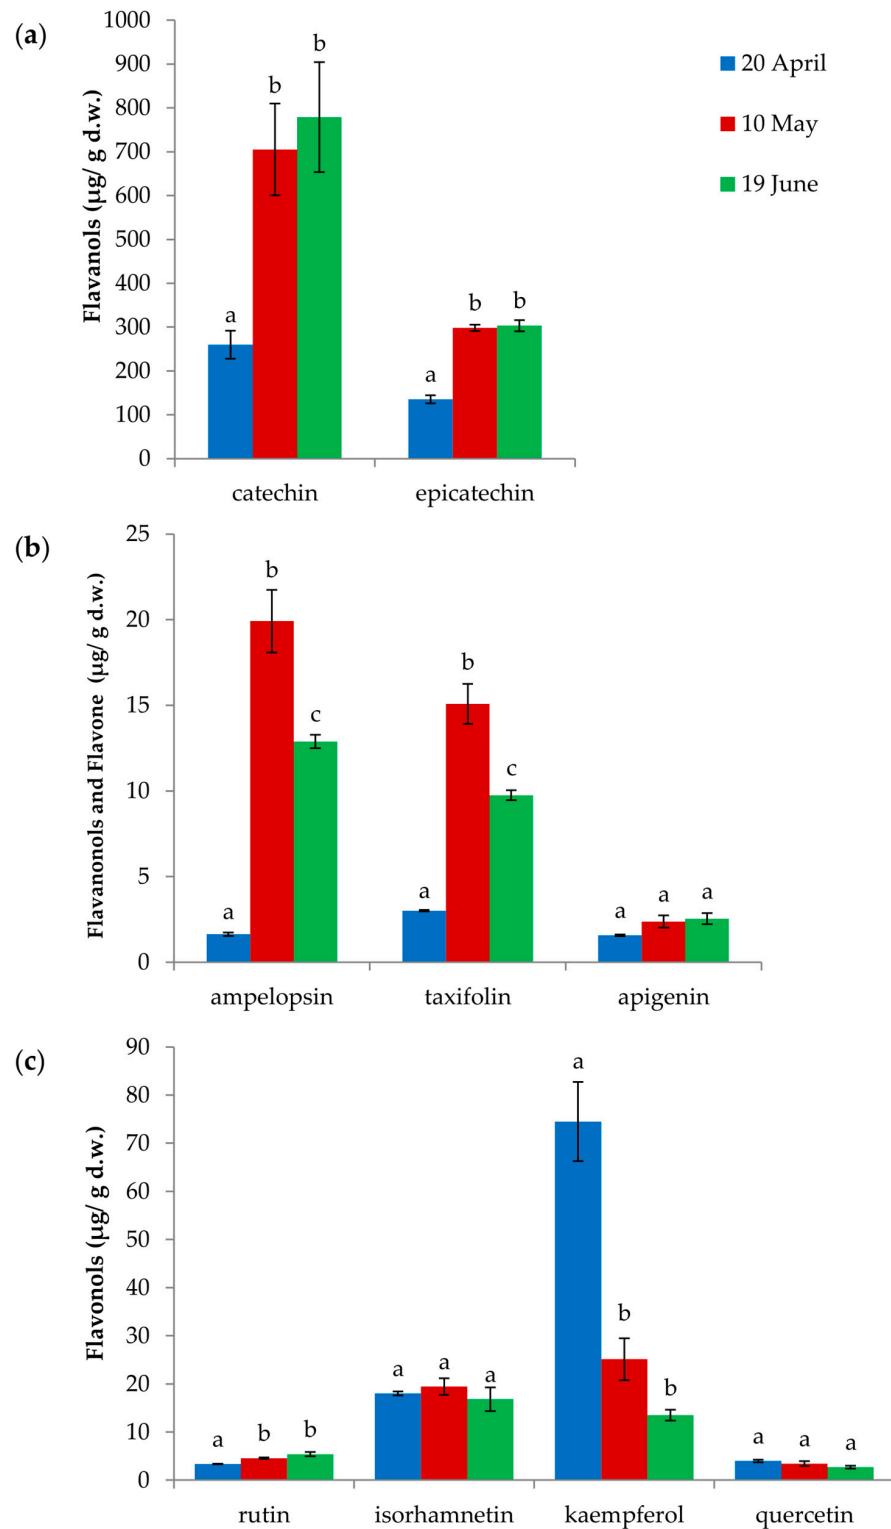 (a)
Flavanols (µg/ g d.w.)
1000
900
800
700
600
500
400
300
200
100
0
a
b
b
a
b
b
catechin
epicatechin
20 April
10 May
19 June
(b)
Flavanonols and Flavone (µg/ g d.w.)
25
20
15
10
5
0
a
b
c
a
b
c
a
a
a
ampelopsin
taxifolin
apigenin
(c)
Flavonols (µg/ g d.w.)
90
80
70
60
50
40
30
20
10
0
a
b
b
a
a
a
a
b
b
a
a
a
rutin
isorhamnetin
kaempferol
quercetin